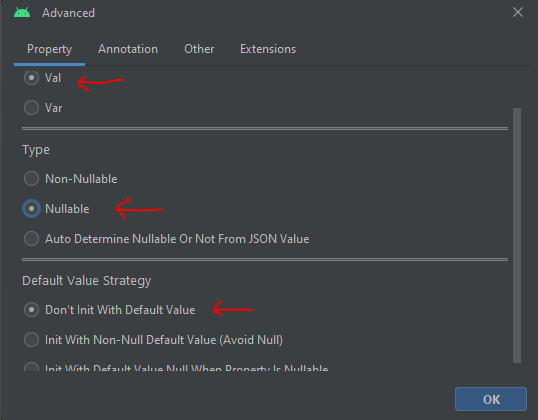 Advanced
Property Annotation Other Extensions
Val
Var
Type
Non-Nullable
Nullable
Auto Determine Nullable Or Not From JSON Value
Default Value Strategy
Don't Init With Default Value
Init With Non-Null Default Value (Avoid Null)
Init With Default Value Null When Property Is Nullable
OK